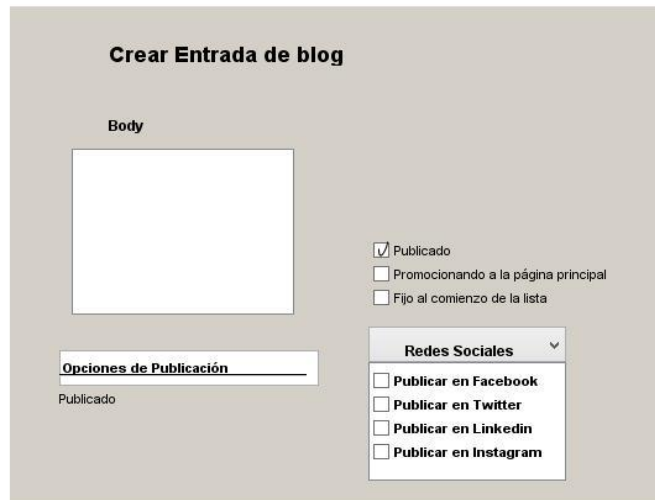 Crear Entrada de blog
Body
Publicado
Promocionando a la página principal
Fijo al comienzo de la lista
Opciones de Publicación
Publicado
Redes Sociales
Publicar en Facebook
Publicar en Twitter
Publicar en Linkedin
Publicar en Instagram